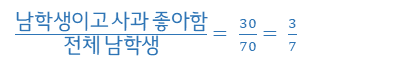 남학생이고 사과 좋아함
전체 남학생
= 30/70 = 3/7